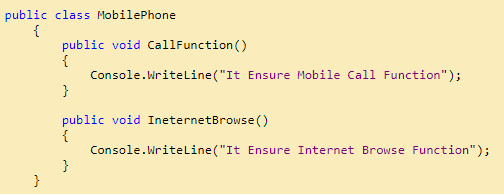 public class MobilePhone
{
public void CallFunction()
{
Console.WriteLine("It Ensure Mobile Call Function");
}
public void IneternetBrowse()
{
Console.WriteLine("It Ensure Internet Browse Function");
}
}